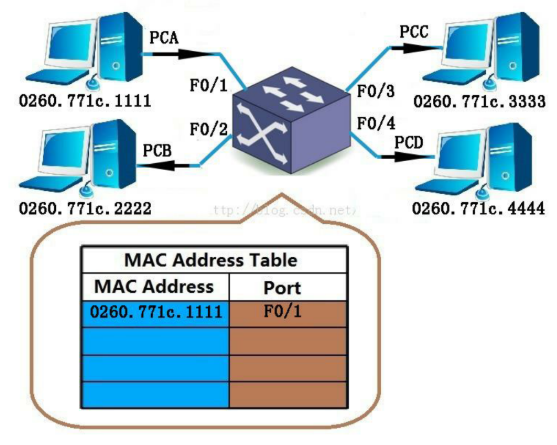 PCA
PCC
F0/1
F0/3
0260.771c.1111
0260.771c.3333
F0/2
F0/4
PCB
PCD
0260.771c.2222
0260.771c.4444
ttp://blog.csdn.net/
MAC Address Table
MAC Address Port
0260.771c.1111 F0/1